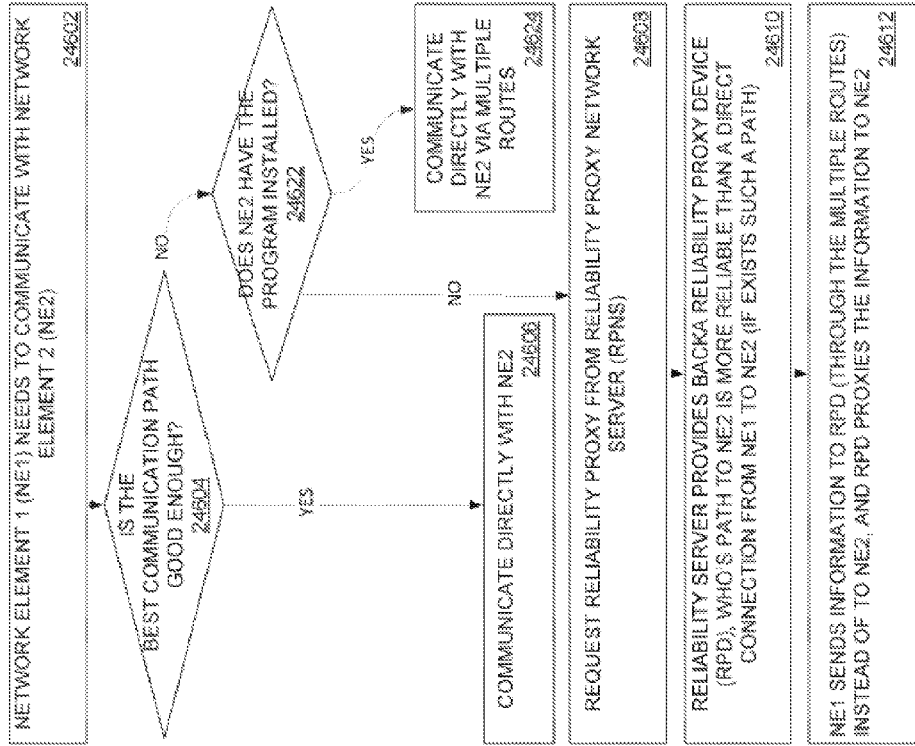 NETWORK ELEMENT 1 (NE1) NEEDS TO COMMUNICATE WITH NETWORK
ELEMENT 2 (NE2)
24602
IS THE
BEST COMMUNICATION PATH
GOOD ENOUGH?
24604
NO
DOES NE2 HAVE THE
PROGRAM INSTALLED?
24622
YES
YES
NO
COMMUNICATE DIRECTLY WITH NE2
24606
COMMUNICATE
DIRECTLY WITH
NE2 VIA MULTIPLE
ROUTES
24624
REQUEST RELIABILITY PROXY FROM RELIABILITY PROXY NETWORK
SERVER (RPNS)
24608
RELIABILITY SERVER PROVIDES BACKA RELIABILITY PROXY DEVICE
(RPD), WHO'S PATH TO NE2 IS MORE RELIABLE THAN A DIRECT
CONNECTION FROM NE1 TO NE2 (IF EXISTS SUCH A PATH)
24610
NE1 SENDS INFORMATION TO RPD (THROUGH THE MULTIPLE ROUTES)
INSTEAD OF TO NE2, AND RPD PROXIES THE INFORMATION TO NE2
24612